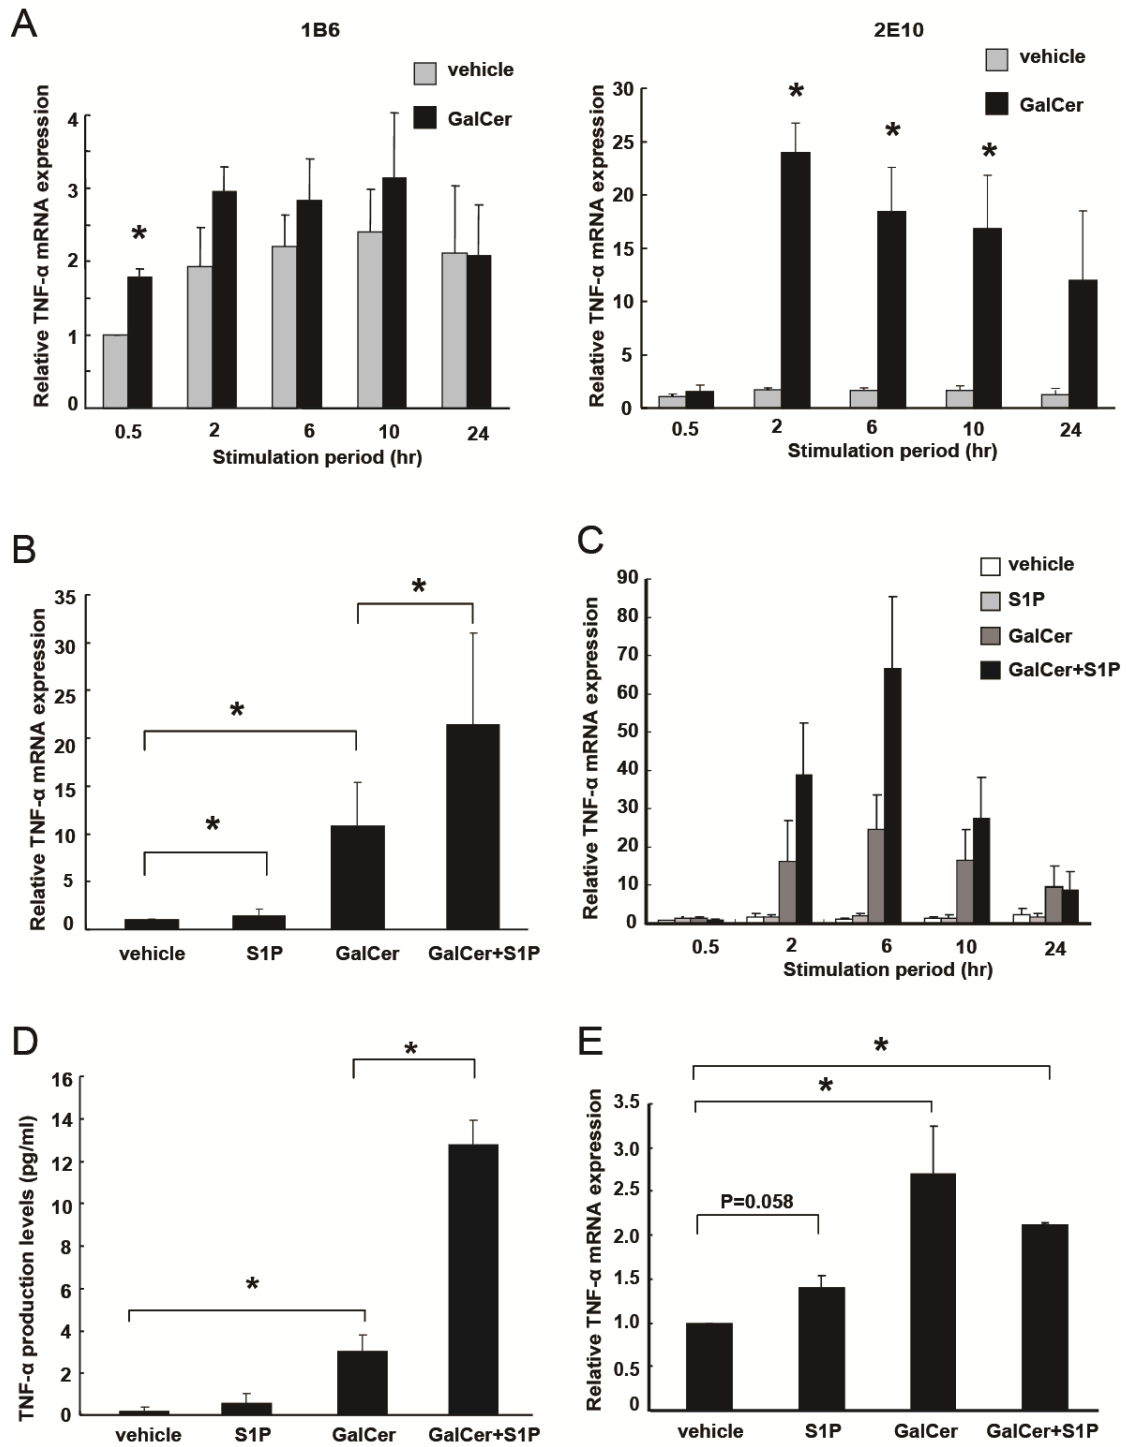 A
1B6
vehicle
GalCer
Relative TNF-α mRNA expression
4
3
2
1
0
*
0.5 2 6 10 24
Stimulation period (hr)
2E10
vehicle
GalCer
Relative TNF-α mRNA expression
30
25
20
15
10
5
0
* * *
0.5 2 6 10 24
Stimulation period (hr)
B
Relative TNF-α mRNA expression
35
30
25
20
15
10
5
0
*
*
*
vehicle S1P GalCer GalCer+S1P
C
vehicle
S1P
GalCer
GalCer+S1P
Relative TNF-α mRNA expression
90
80
70
60
50
40
30
20
10
0
0.5 2 6 10 24
Stimulation period (hr)
D
TNF-α production levels (pg/ml)
16
14
12
10
8
6
4
2
0
*
*
vehicle S1P GalCer GalCer+S1P
E
Relative TNF-α mRNA expression
3.5
3.0
2.5
2.0
1.5
1.0
0.5
0
*
*
P=0.058
vehicle S1P GalCer GalCer+S1P